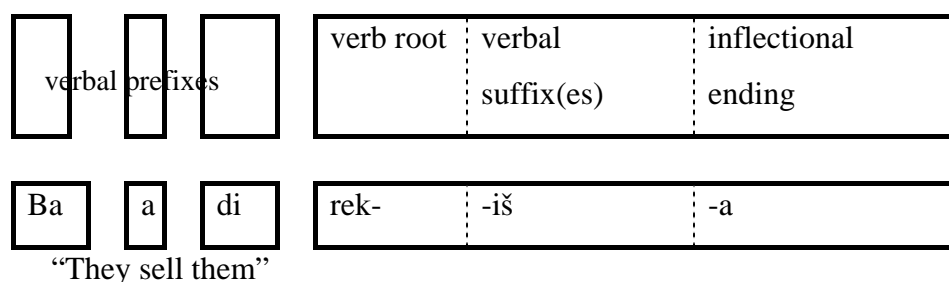 verb root verbal inflectional
verbal prefixes
suffix(es) ending
Ba a di rek- -iš -a
“They sell them”